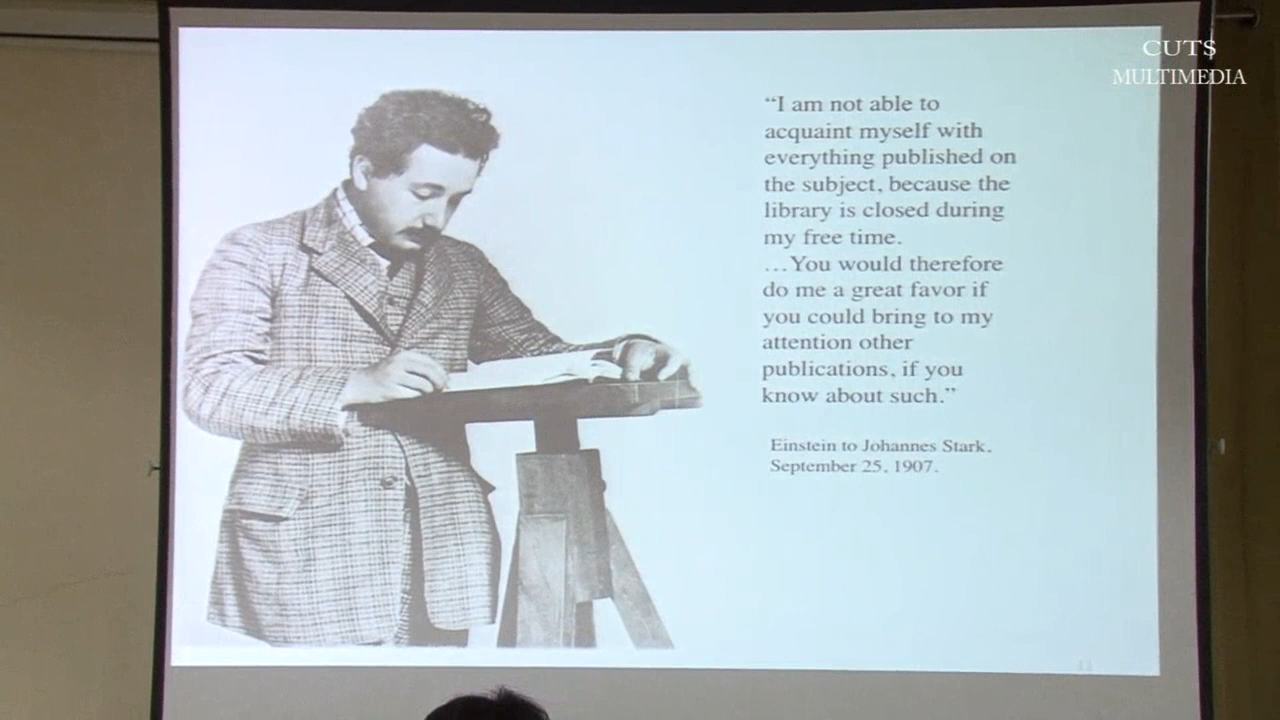 CUT$
MULTIMEDIA
“I am not able to
acquaint myself with
everything published on
the subject, because the
library is closed during
my free time.
…You would therefore
do me a great favor if
you could bring to my
attention other
publications, if you
know about such.”
Einstein to Johannes Stark,
September 25, 1907.